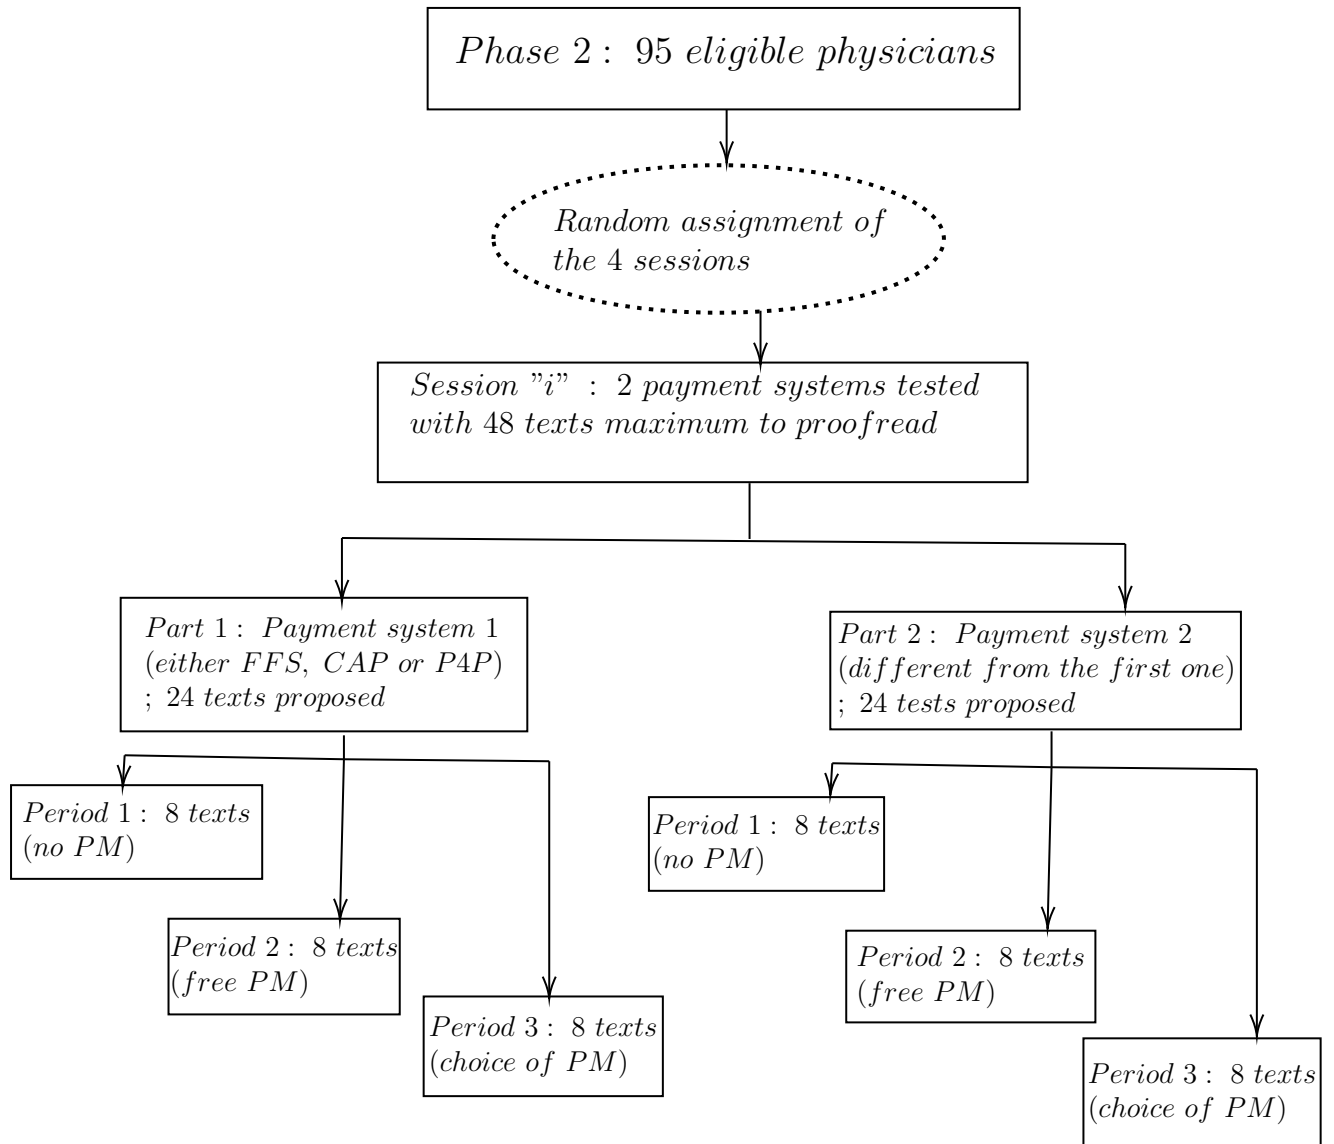 Phase 2 : 95 eligible physicians
Random assignment of
the 4 sessions
Session "i" : 2 payment systems tested
with 48 texts maximum to proofread
Part 1 : Payment system 1
(either FFS, CAP or P4P)
; 24 texts proposed
Part 2 : Payment system 2
(different from the first one)
; 24 tests proposed
Period 1 : 8 texts
(no PM)
Period 2 : 8 texts
(free PM)
Period 3 : 8 texts
(choice of PM)
Period 1 : 8 texts
(no PM)
Period 2 : 8 texts
(free PM)
Period 3 : 8 texts
(choice of PM)